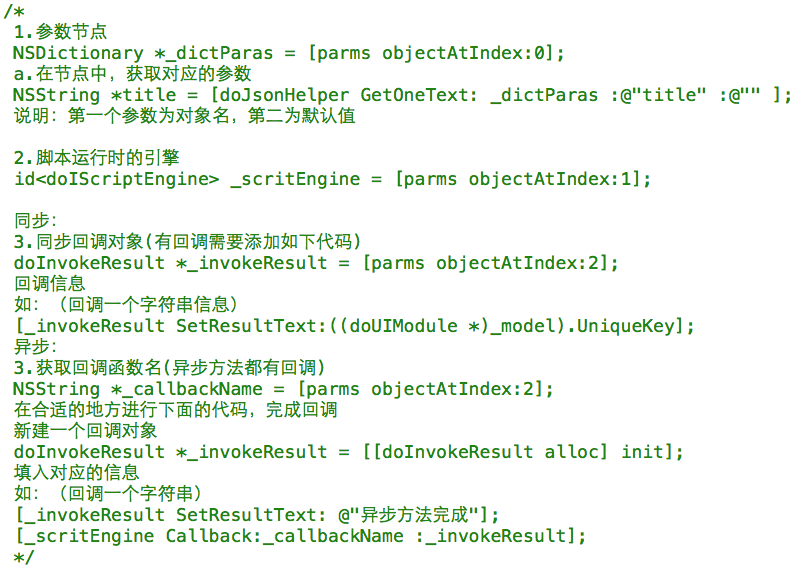 /*
1.参数节点
NSDictionary *_dictParas = [parms objectAtIndex:0];
a.在节点中，获取对应的参数
NSString *title = [doJsonHelper GetOneText: _dictParas :@"title" :@"" ];
说明：第一个参数为对象名，第二为默认值
2.脚本运行时的引擎
id<doIScriptEngine> _scritEngine = [parms objectAtIndex:1];
同步：
3.同步回调对象(有回调需要添加如下代码)
doInvokeResult *_invokeResult = [parms objectAtIndex:2];
回调信息
如：（回调一个字符串信息）
[_invokeResult SetResultText:((doUIModule *)_model).UniqueKey];
异步：
3.获取回调函数名(异步方法都有回调)
NSString *_callbackName = [parms objectAtIndex:2];
在合适的地方进行下面的代码，完成回调
新建一个回调对象
doInvokeResult *_invokeResult = [[doInvokeResult alloc] init];
填入对应的信息
如：（回调一个字符串）
[_invokeResult SetResultText: @"异步方法完成"];
[_scritEngine Callback:_callbackName :_invokeResult];
*/